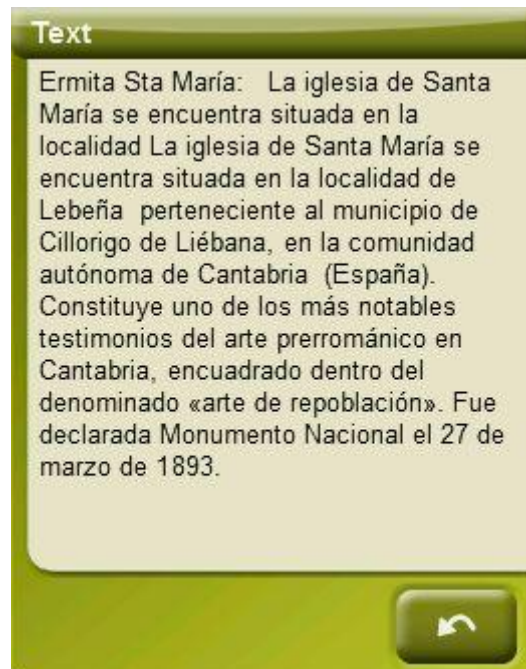 Text
Ermita Sta María: La iglesia de Santa
María se encuentra situada en la
localidad La iglesia de Santa María se
encuentra situada en la localidad de
Lebeña perteneciente al municipio de
Cillorigo de Liébana, en la comunidad
autónoma de Cantabria (España).
Constituye uno de los más notables
testimonios del arte prerrománico en
Cantabria, encuadrado dentro del
denominado «arte de repoblación». Fue
declarada Monumento Nacional el 27 de
marzo de 1893.